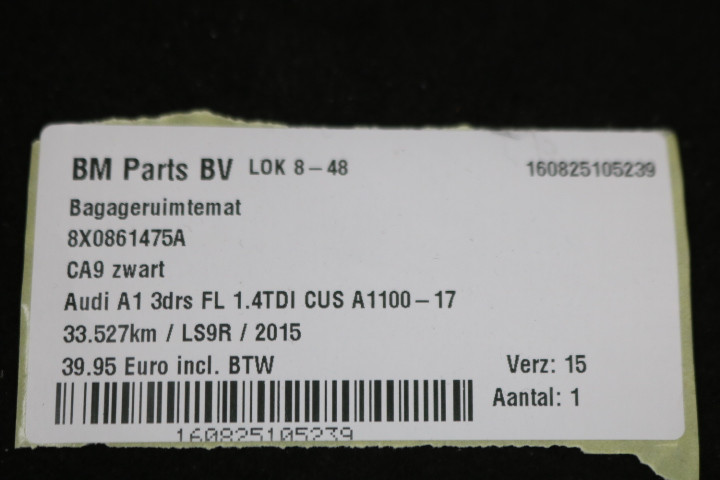 BM Parts BV LOK 8-48 160825105239
Bagageruimtemat
8X0861475A
CA9 zwart
Audi A1 3drs FL 1.4TDI CUS A1100-17
33.527km / LS9R / 2015
39.95 Euro incl. BTW Verz: 15
Aantal: 1
160825105239